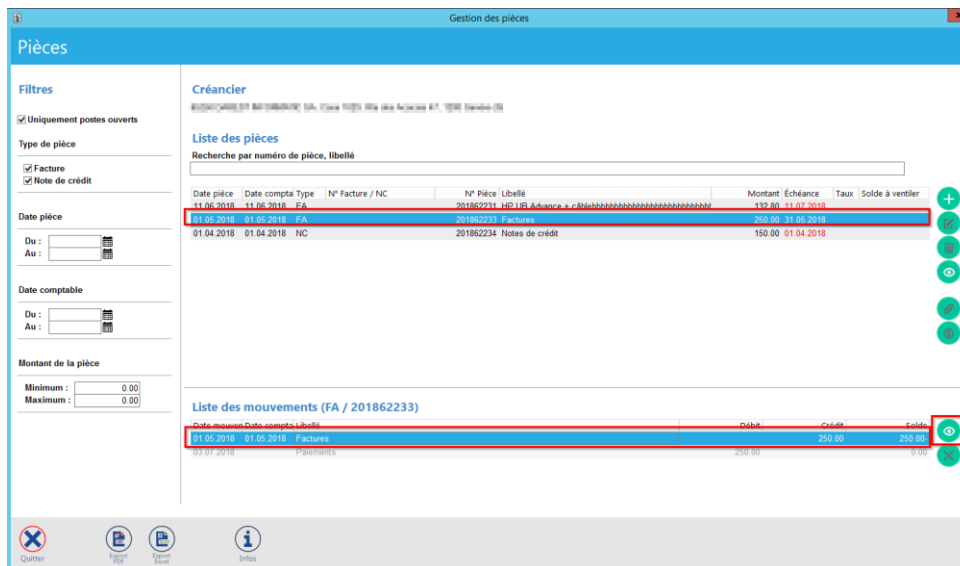 Gestion des pièces
Pièces
Filtres
Uniquement postes ouverts
Type de pièce
Facture
Note de crédit
Date pièce
Du :
Au :
Date comptable
Du :
Au :
Montant de la pièce
Minimum : 0.00
Maximum : 0.00
Créancier
Liste des pièces
Recherche par numéro de pièce, libellé
Date pièce Date compta Type N° Facture / NC N° Pièce Libellé Montant Échéance Taux Solde à ventiler
11.06.2018 11.06.2018 FA 201862231 HP UB Advance + 132.80 11.07.2018
01.05.2018 01.05.2018 FA 201862233 Factures 250.00 31.05.2018
01.04.2018 01.04.2018 NC 201862234 Notes de crédit 150.00 01.04.2018
Liste des mouvements (FA / 201862233)
Date mouven Date compta Libellé Débit Crédit Solde
01.05.2018 01.05.2018 Factures 250.00 250.00-
03.07.2018 Paiements 250.00 0.00
Quitter
Export PDF
Export Excel
Infos